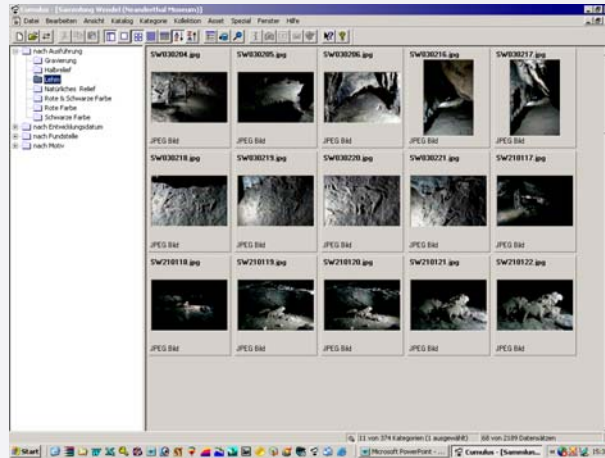 Cumulus - [Sammlung Wendel (Neanderthal Museum)]
Datei Bearbeiten Ansicht Katalog Kategorie Kollektion Asset Spezial Fenster Hilfe
nach Ausführung
Gravierung
Halbrelief
Lehm
Natürliches Relief
Rote & Schwarze Farbe
Rote Farbe
Schwarze Farbe
nach Entwicklungsdatum
nach Fundstelle
nach Motiv
SW030204.jpg SW030205.jpg SW030206.jpg SW030216.jpg SW030217.jpg
JPEG Bild JPEG Bild JPEG Bild JPEG Bild JPEG Bild
SW030218.jpg SW030219.jpg SW030220.jpg SW030221.jpg SW210117.jpg
JPEG Bild JPEG Bild JPEG Bild JPEG Bild JPEG Bild
SW210118.jpg SW210119.jpg SW210120.jpg SW210121.jpg SW210122.jpg
JPEG Bild JPEG Bild JPEG Bild JPEG Bild JPEG Bild
11 von 374 Kategorien (1 ausgewählt) 68 von 2189 Datensätzen
Start Microsoft PowerPoint - ... Cumulus - [Sammlun...